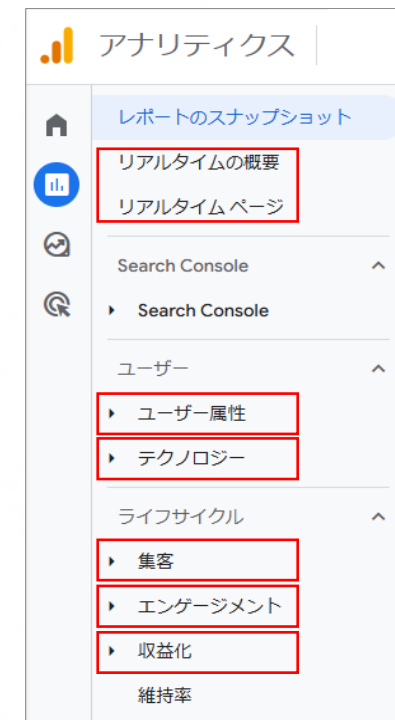 アナリティクス
レポートのスナップショット
リアルタイムの概要
リアルタイム ページ
Search Console
Search Console
ユーザー
ユーザー属性
テクノロジー
ライフサイクル
集客
エンゲージメント
収益化
維持率